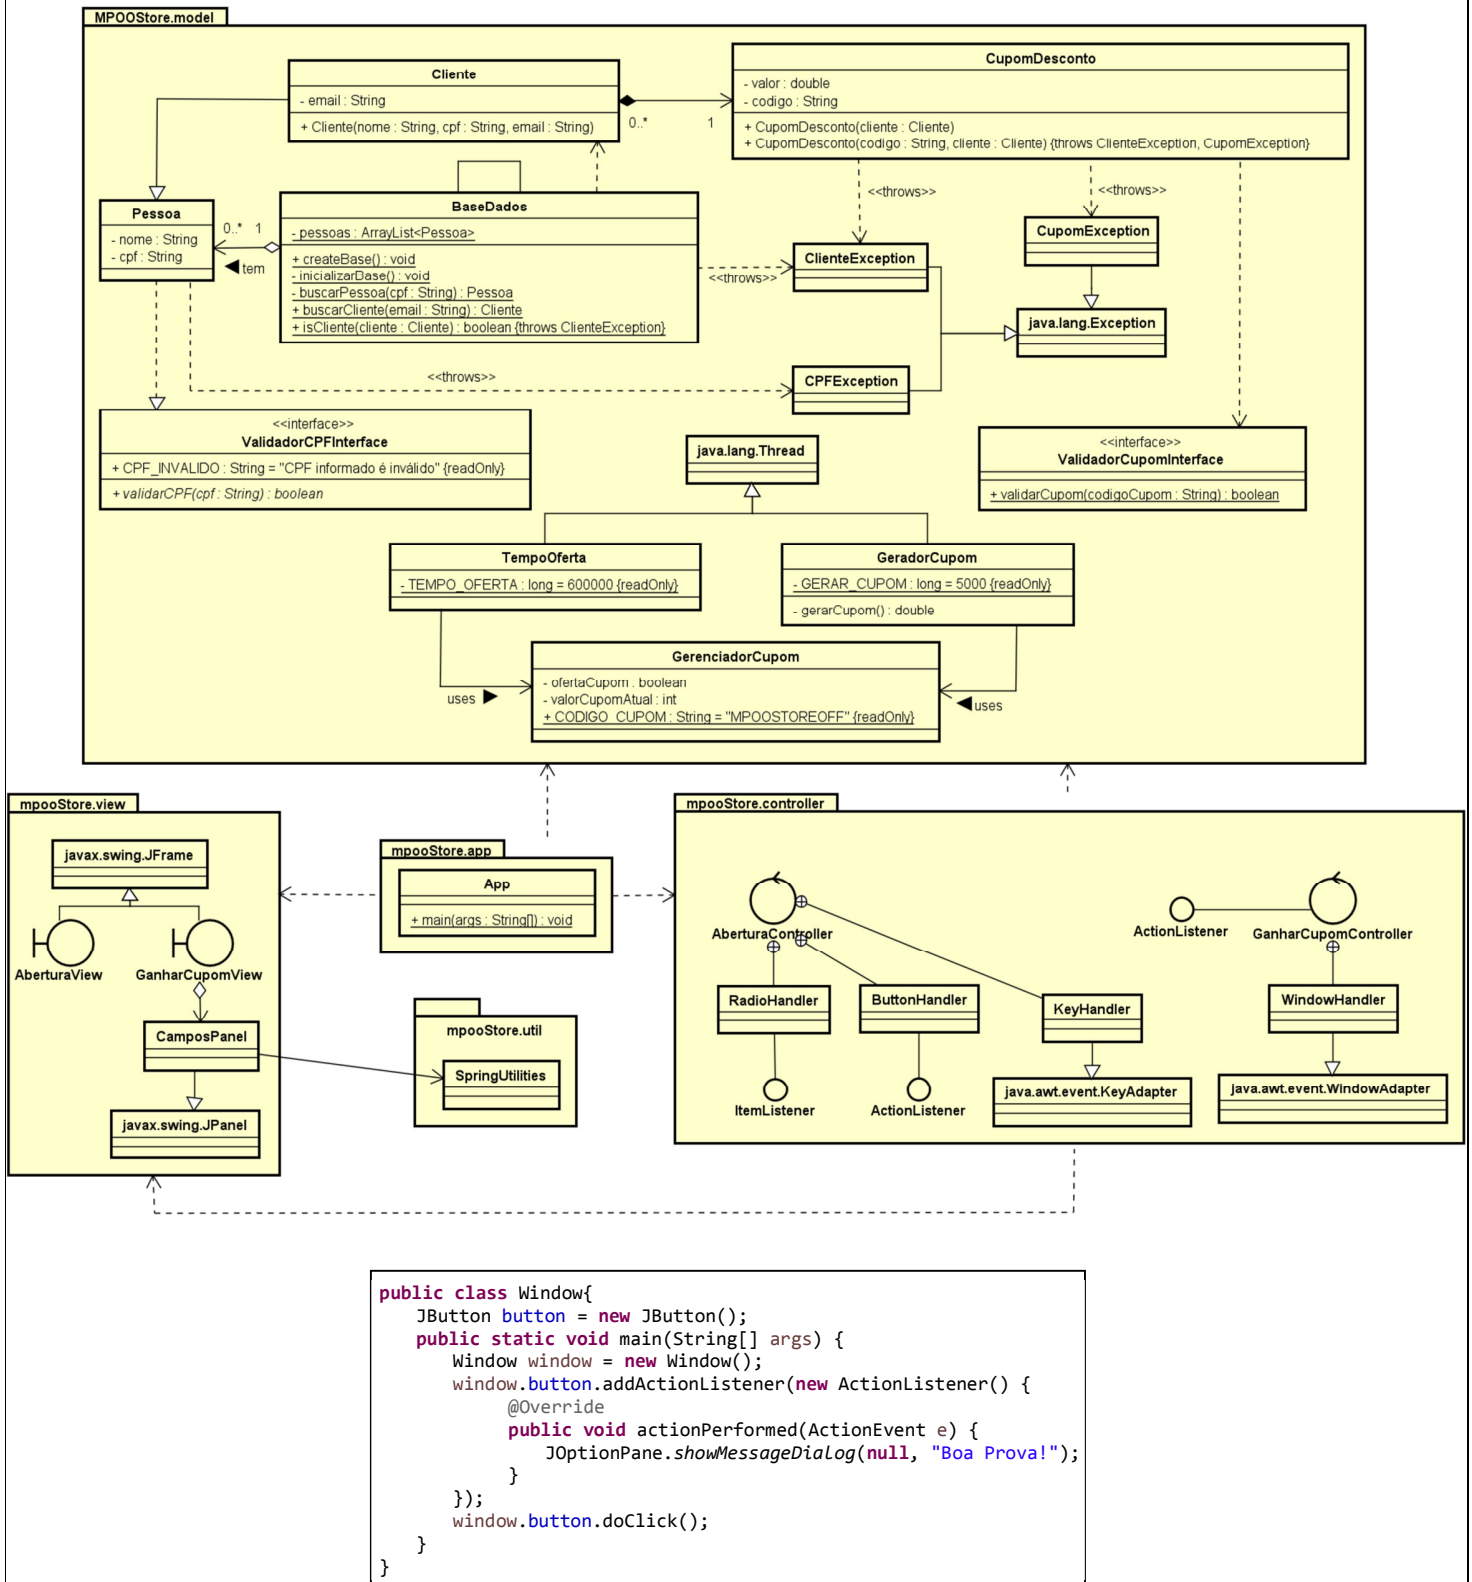 MPOOStore.model
Cliente
- email : String
+ Cliente(nome : String, cpf : String, email : String)
0..*
1
CupomDesconto
- valor : double
- codigo : String
+ CupomDesconto(cliente : Cliente)
+ CupomDesconto(codigo : String, cliente : Cliente) {throws ClienteException, CupomException}
Pessoa
- nome : String
- cpf : String
0..*
1
tem
BaseDados
- pessoas : ArrayList<Pessoa>
+ createBase() : void
- inicializarBase() : void
- buscarPessoa(cpf : String) : Pessoa
+ buscarCliente(email : String) : Cliente
+ isCliente(cliente : Cliente) : boolean {throws ClienteException}
<<throws>>
<<throws>>
<<throws>>
ClienteException
CupomException
java.lang.Exception
<<throws>>
CPFException
<<interface>>
ValidadorCPFInterface
+ CPF_INVALIDO : String = "CPF informado é inválido" {readOnly}
+ validarCPF(cpf : String) : boolean
java.lang.Thread
<<interface>>
ValidadorCupomInterface
+ validarCupom(codigoCupom : String) : boolean
TempoOferta
- TEMPO_OFERTA : long = 600000 {readOnly}
GeradorCupom
- GERAR_CUPOM : long = 5000 {readOnly}
- gerarCupom() : double
GerenciadorCupom
- ofertaCupom : boolean
- valorCupomAtual : int
+ CODIGO_CUPOM : String = "MPOOSTOREOFF" {readOnly}
uses
uses
mpooStore.view
javax.swing.JFrame
AberturaView
GanharCupomView
CamposPanel
javax.swing.JPanel
mpooStore.app
App
+ main(args : String[]) : void
mpooStore.util
SpringUtilities
mpooStore.controller
AberturaController
ActionListener
GanharCupomController
RadioHandler
ButtonHandler
KeyHandler
WindowHandler
ItemListener
ActionListener
java.awt.event.KeyAdapter
java.awt.event.WindowAdapter
public class Window{
JButton button = new JButton();
public static void main(String[] args) {
Window window = new Window();
window.button.addActionListener(new ActionListener() {
@Override
public void actionPerformed(ActionEvent e) {
JOptionPane.showMessageDialog(null, "Boa Prova!");
}
});
window.button.doClick();
}
}